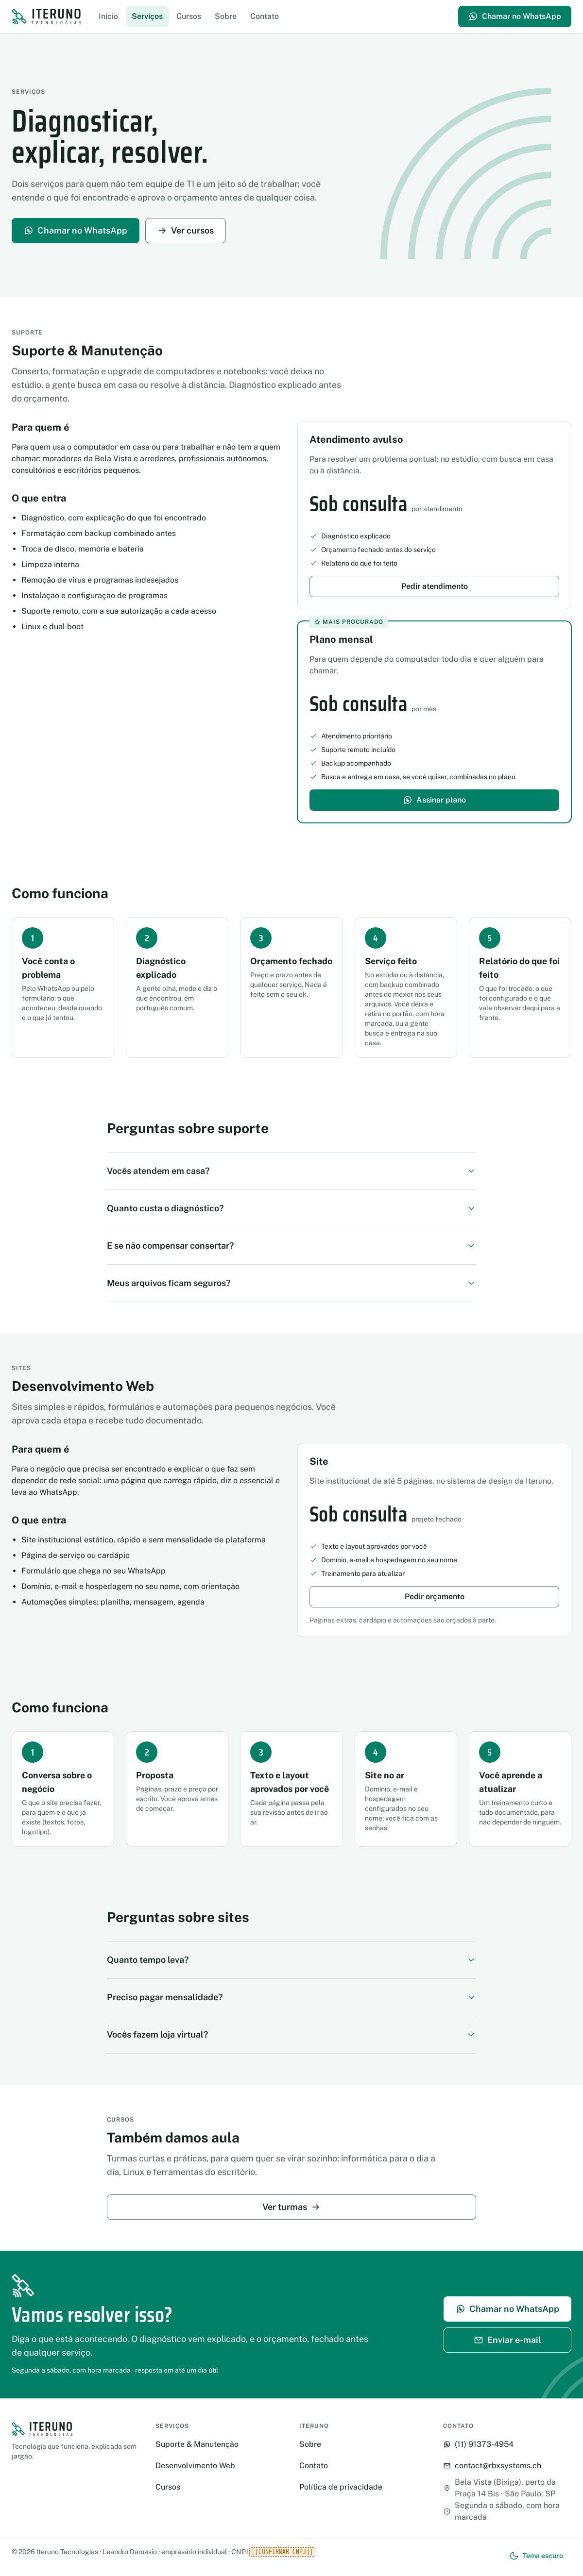 ITERUNO
TECNOLOGIAS
Início
Serviços
Cursos
Sobre
Contato
Chamar no WhatsApp
SERVIÇOS
Diagnosticar,
explicar, resolver.
Dois serviços para quem não tem equipe de TI e um jeito só de trabalhar: você
entende o que foi encontrado e aprova o orçamento antes de qualquer coisa.
Chamar no WhatsApp
Ver cursos
SUPORTE
Suporte & Manutenção
Conserto, formatação e upgrade de computadores e notebooks: você deixa no
estúdio, a gente busca em casa ou resolve à distância. Diagnóstico explicado antes
do orçamento.
Para quem é
Para quem usa o computador em casa ou para trabalhar e não tem a quem
chamar: moradores da Bela Vista e arredores, profissionais autônomos,
consultórios e escritórios pequenos.
O que entra
Diagnóstico, com explicação do que foi encontrado
Formatação com backup combinado antes
Troca de disco, memória e bateria
Limpeza interna
Remoção de vírus e programas indesejados
Instalação e configuração de programas
Suporte remoto, com a sua autorização a cada acesso
Linux e dual boot
Atendimento avulso
Para resolver um problema pontual: no estúdio, com busca em casa
ou à distância.
Sob consulta por atendimento
Diagnóstico explicado
Orçamento fechado antes do serviço
Relatório do que foi feito
Pedir atendimento
MAIS PROCURADO
Plano mensal
Para quem depende do computador todo dia e quer alguém para
chamar.
Sob consulta por mês
Atendimento prioritário
Suporte remoto incluído
Backup acompanhado
Busca e entrega em casa, se você quiser, combinadas no plano
Assinar plano
Como funciona
1
Você conta o
problema
Pelo WhatsApp ou pelo
formulário: o que
aconteceu, desde quando
e o que já tentou.
2
Diagnóstico
explicado
A gente olha, mede e diz o
que encontrou, em
português comum.
3
Orçamento fechado
Preço e prazo antes de
qualquer serviço. Nada é
feito sem o seu ok.
4
Serviço feito
No estúdio ou à distância,
com backup combinado
antes de mexer nos seus
arquivos. Você deixa e
retira no portão, com hora
marcada, ou a gente
busca e entrega na sua
casa.
5
Relatório do que foi
feito
O que foi trocado, o que
foi configurado e o que
vale observar daqui para a
frente.
Perguntas sobre suporte
Vocês atendem em casa?
Quanto custa o diagnóstico?
E se não compensar consertar?
Meus arquivos ficam seguros?
SITES
Desenvolvimento Web
Sites simples e rápidos, formulários e automações para pequenos negócios. Você
aprova cada etapa e recebe tudo documentado.
Para quem é
Para o negócio que precisa ser encontrado e explicar o que faz sem
depender de rede social: uma página que carrega rápido, diz o essencial e
leva ao WhatsApp.
O que entra
Site institucional estático, rápido e sem mensalidade de plataforma
Página de serviço ou cardápio
Formulário que chega no seu WhatsApp
Domínio, e-mail e hospedagem no seu nome, com orientação
Automações simples: planilha, mensagem, agenda
Site
Site institucional de até 5 páginas, no sistema de design da Iteruno.
Sob consulta projeto fechado
Texto e layout aprovados por você
Domínio, e-mail e hospedagem no seu nome
Treinamento para atualizar
Pedir orçamento
Páginas extras, cardápio e automações são orçados à parte.
Como funciona
1
Conversa sobre o
negócio
O que o site precisa fazer,
para quem e o que já
existe (textos, fotos,
logotipo).
2
Proposta
Páginas, prazo e preço por
escrito. Você aprova antes
de começar.
3
Texto e layout
aprovados por você
Cada página passa pela
sua revisão antes de ir ao
ar.
4
Site no ar
Domínio, e-mail e
hospedagem
configurados no seu
nome; você fica com as
senhas.
5
Você aprende a
atualizar
Um treinamento curto e
tudo documentado, para
não depender de ninguém.
Perguntas sobre sites
Quanto tempo leva?
Preciso pagar mensalidade?
Vocês fazem loja virtual?
CURSOS
Também damos aula
Turmas curtas e práticas, para quem quer se virar sozinho: informática para o dia a
dia, Linux e ferramentas do escritório.
Ver turmas
Vamos resolver isso?
Diga o que está acontecendo. O diagnóstico vem explicado, e o orçamento, fechado antes
de qualquer serviço.
Segunda a sábado, com hora marcada · resposta em até um dia útil
Chamar no WhatsApp
Enviar e-mail
ITERUNO
TECNOLOGIAS
Tecnologia que funciona, explicada sem
jargão.
SERVIÇOS
Suporte & Manutenção
Desenvolvimento Web
Cursos
ITERUNO
Sobre
Contato
Política de privacidade
CONTATO
(11) 91373-4954
contact@rbxsystems.ch
Bela Vista (Bixiga), perto da
Praça 14 Bis · São Paulo, SP
Segunda a sábado, com hora
marcada
© 2026 Iteruno Tecnologias · Leandro Damasio · empresário individual · CNPJ [[CONFIRMAR CNPJ]]
Tema escuro